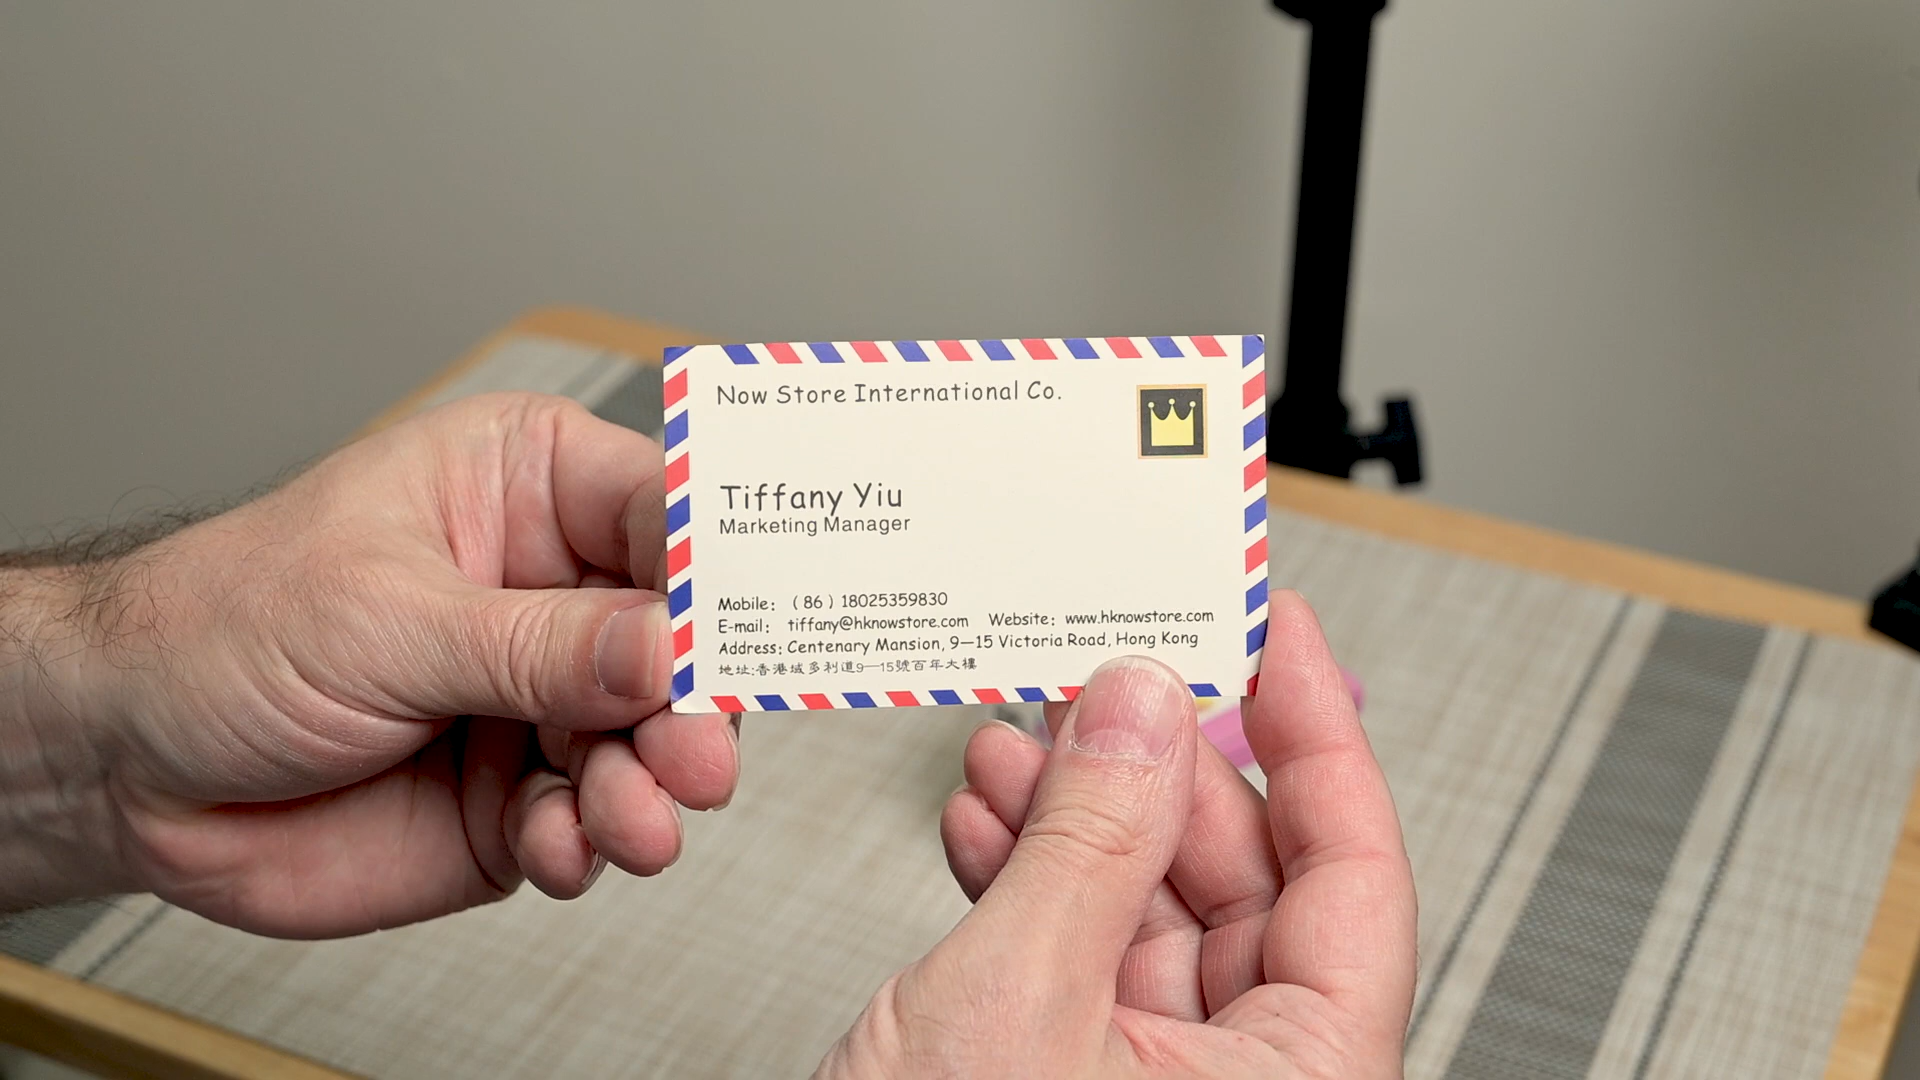 Now Store International Co.
Tiffany Yiu
Marketing Manager
Mobile: (86) 18025359830
E-mail: tiffany@hknowstore.com Website: www.hknowstore.com
Address: Centenary Mansion, 9—15 Victoria Road, Hong Kong
地址:香港域多利道9—15號百年大樓